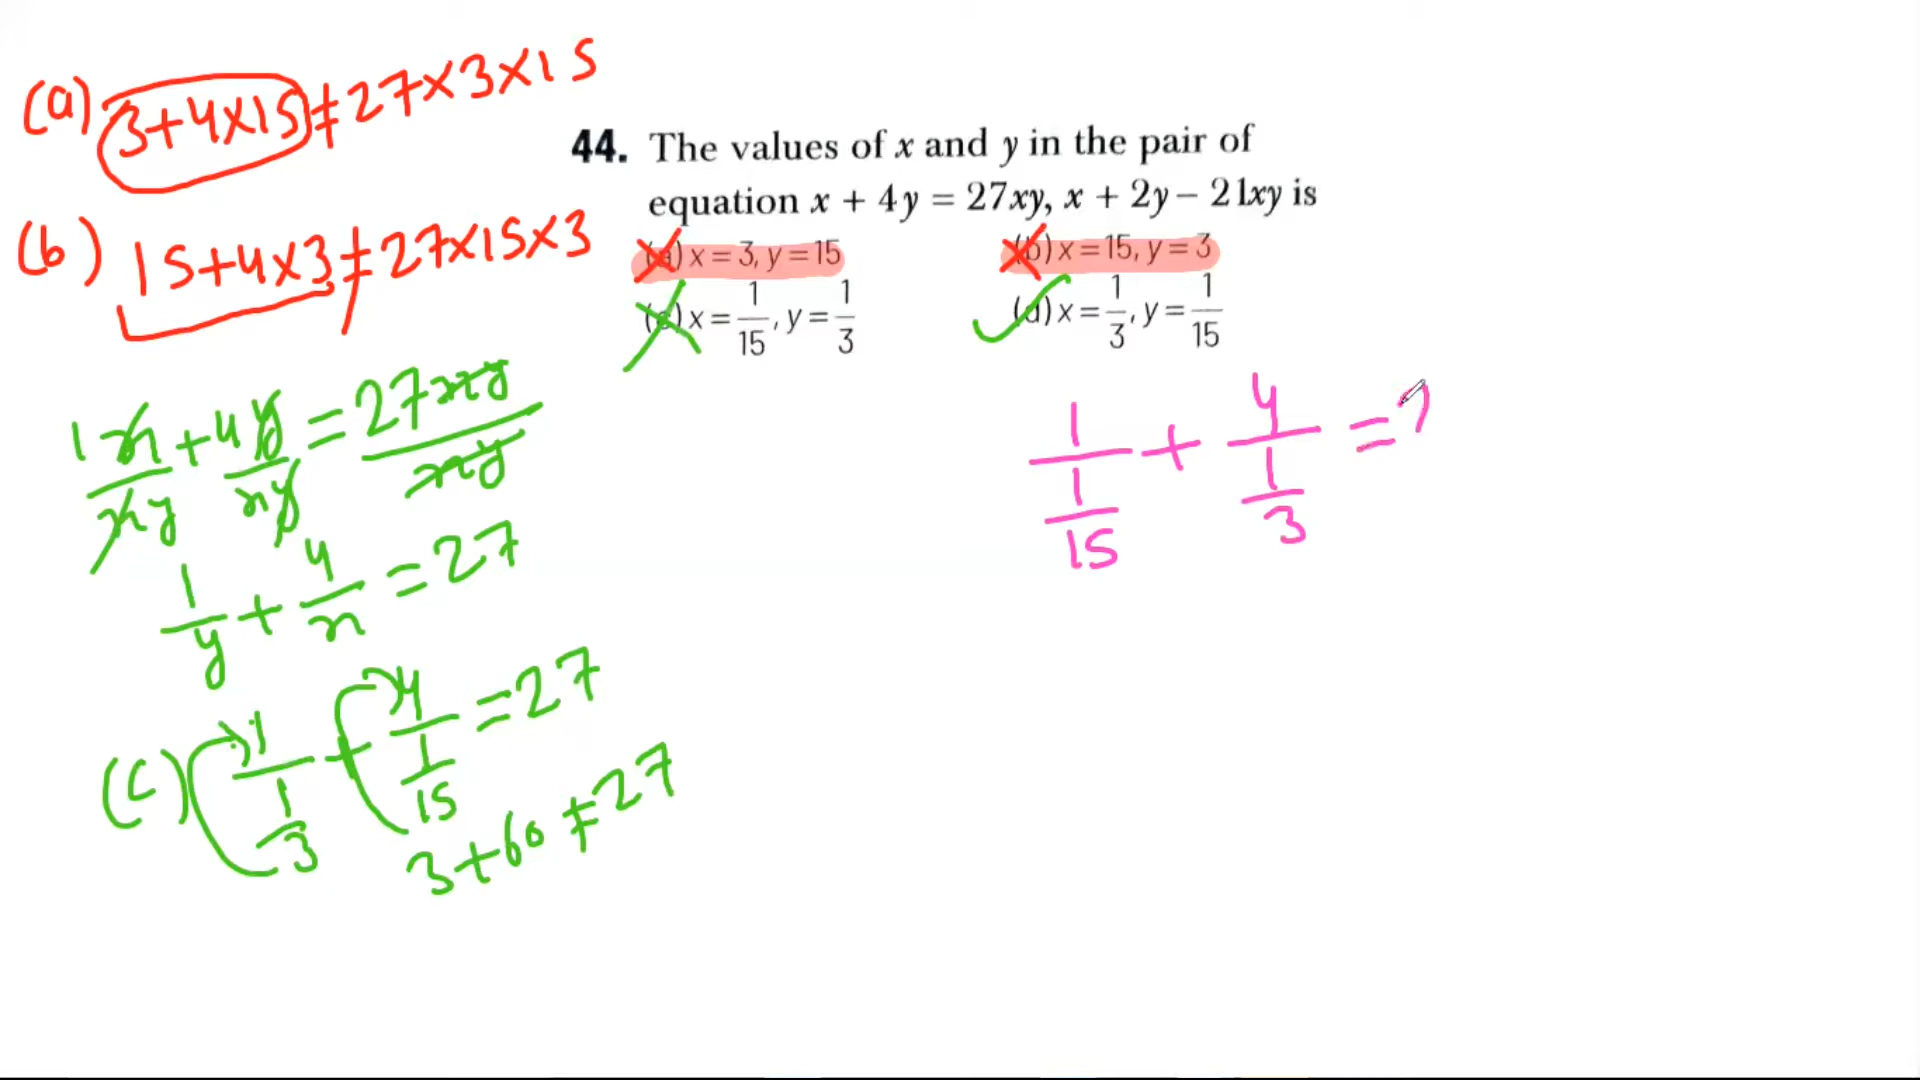 (a) 3+4×15≠27×3×15
(b) 15+4×3≠27×15×3
44. The values of x and y in the pair of
equation x + 4y = 27xy, x + 2y – 21xy is
(a) x = 3, y = 15 (b) x = 15, y = 3
(c) x = 1/15, y = 1/3 (d) x = 1/3, y = 1/15
1x/xy + 4y/xy = 27xy/xy
1/y + 4/x = 27
(c) 1/(1/3) + 4/(1/15) = 27
3+60≠27
1/(1/15) + 4/(1/3) =